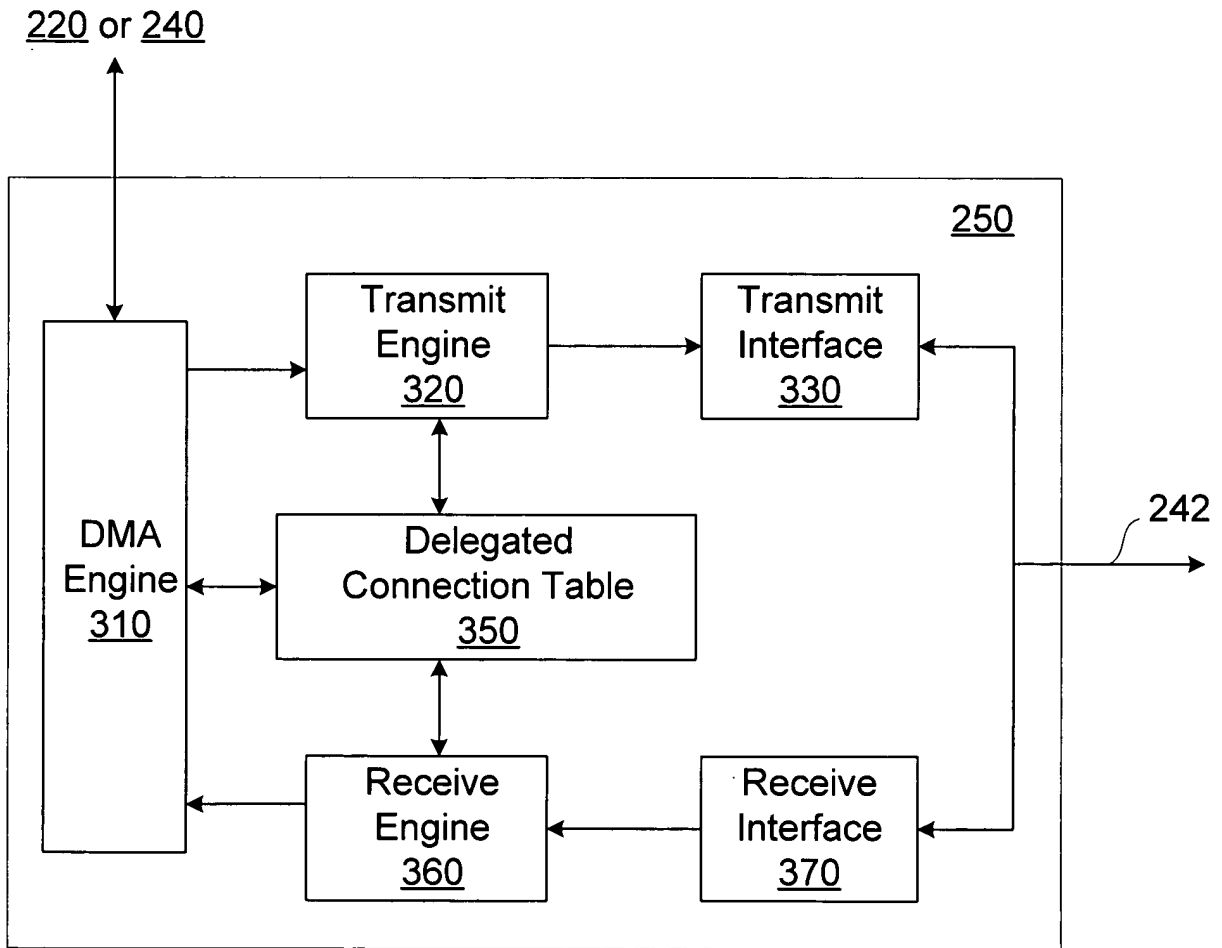 220 or 240
250
Transmit
Engine
320
Transmit
Interface
330
242
DMA
Engine
310
Delegated
Connection Table
350
Receive
Engine
360
Receive
Interface
370